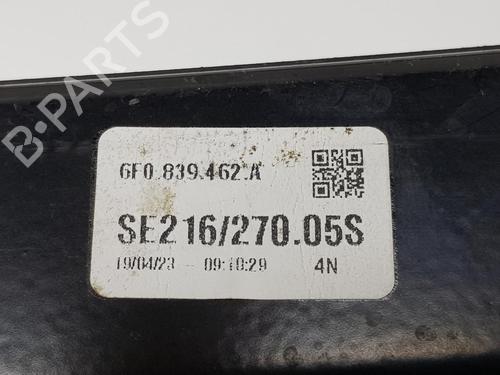 B-PARTS
6F0.839.462.A
SE216/270.05S
19/04/23 - 09:10:29 4N